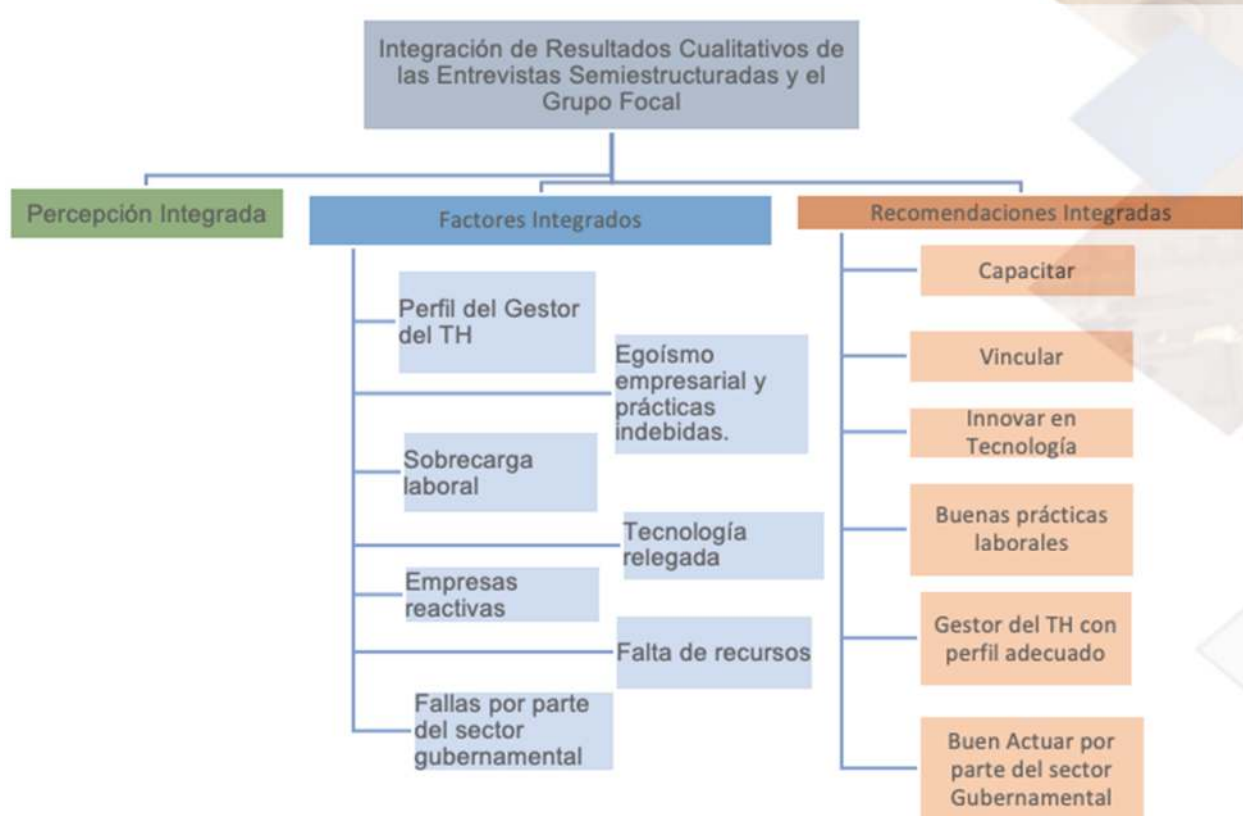 Integración de Resultados Cualitativos de
las Entrevistas Semiestructuradas y el
Grupo Focal
Percepción Integrada
Factores Integrados
Perfil del Gestor
del TH
Egoísmo
empresarial y
prácticas
indebidas.
Sobrecarga
laboral
Tecnología
relegada
Empresas
reactivas
Falta de recursos
Fallas por parte
del sector
gubernamental
Recomendaciones Integradas
Capacitar
Vincular
Innovar en
Tecnología
Buenas prácticas
laborales
Gestor del TH con
perfil adecuado
Buen Actuar por
parte del sector
Gubernamental